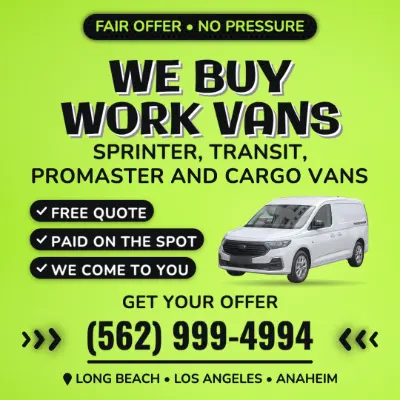 FAIR OFFER • NO PRESSURE
WE BUY
WORK VANS
SPRINTER, TRANSIT,
PROMASTER AND CARGO VANS
FREE QUOTE
PAID ON THE SPOT
WE COME TO YOU
GET YOUR OFFER
(562) 999-4994
LONG BEACH • LOS ANGELES • ANAHEIM